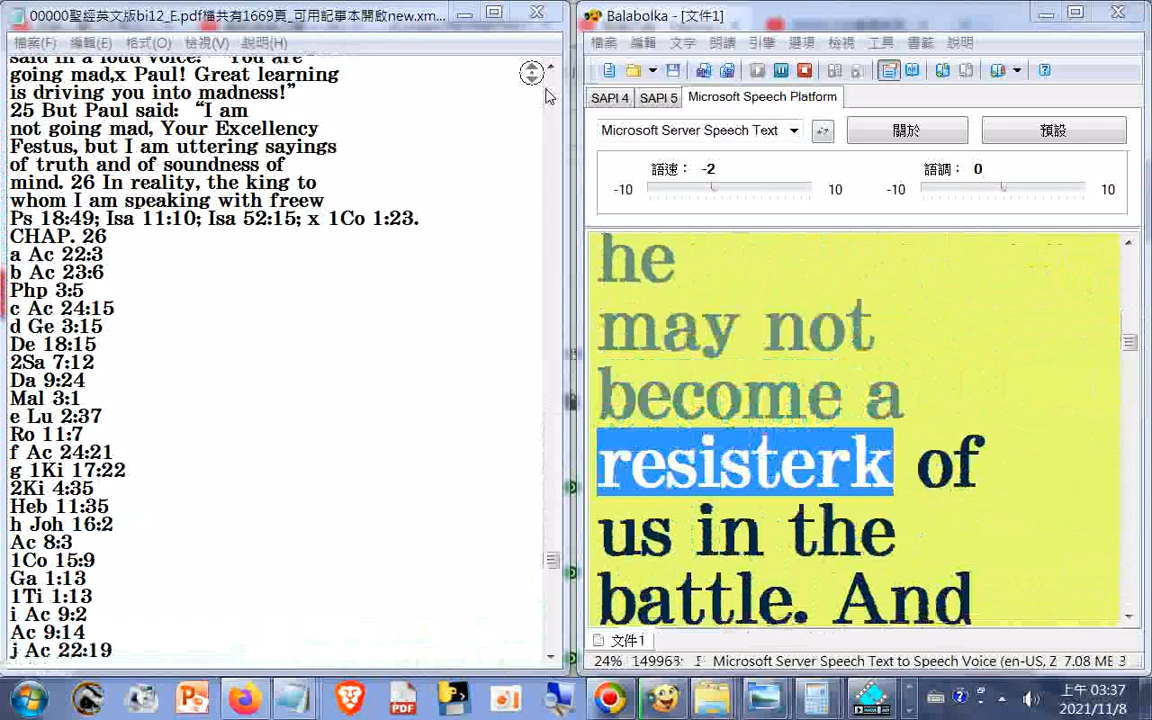 00000聖經英文版bi12_E.pdf檔共有1669頁_可用記事本開啟new.xm...
檔案(F) 編輯(E) 格式(O) 檢視(V) 說明(H)
said in a loud voice: “You are
going mad,x Paul! Great learning
is driving you into madness!”
25 But Paul said: “I am
not going mad, Your Excellency
Festus, but I am uttering sayings
of truth and of soundness of
mind. 26 In reality, the king to
whom I am speaking with freew
Ps 18:49; Isa 11:10; Isa 52:15; x 1Co 1:23.
CHAP. 26
a Ac 22:3
b Ac 23:6
Php 3:5
c Ac 24:15
d Ge 3:15
De 18:15
2Sa 7:12
Da 9:24
Mal 3:1
e Lu 2:37
Ro 11:7
f Ac 24:21
g 1Ki 17:22
2Ki 4:35
Heb 11:35
h Joh 16:2
Ac 8:3
1Co 15:9
Ga 1:13
1Ti 1:13
i Ac 9:2
Ac 9:14
j Ac 22:19
Balabolka - [文件1]
檔案 編輯 文字 朗讀 引擎 選項 檢視 工具 書籤 說明
SAPI 4 SAPI 5 Microsoft Speech Platform
Microsoft Server Speech Text 關於 預設
語速： -2 語調： 0
-10 10 -10 10
he
may not
become a
resisterk of
us in the
battle. And
文件1
24% Microsoft Server Speech Text to Speech Voice (en-US, Z 7.08 MB 3
PDF
上午 03:37
2021/11/8